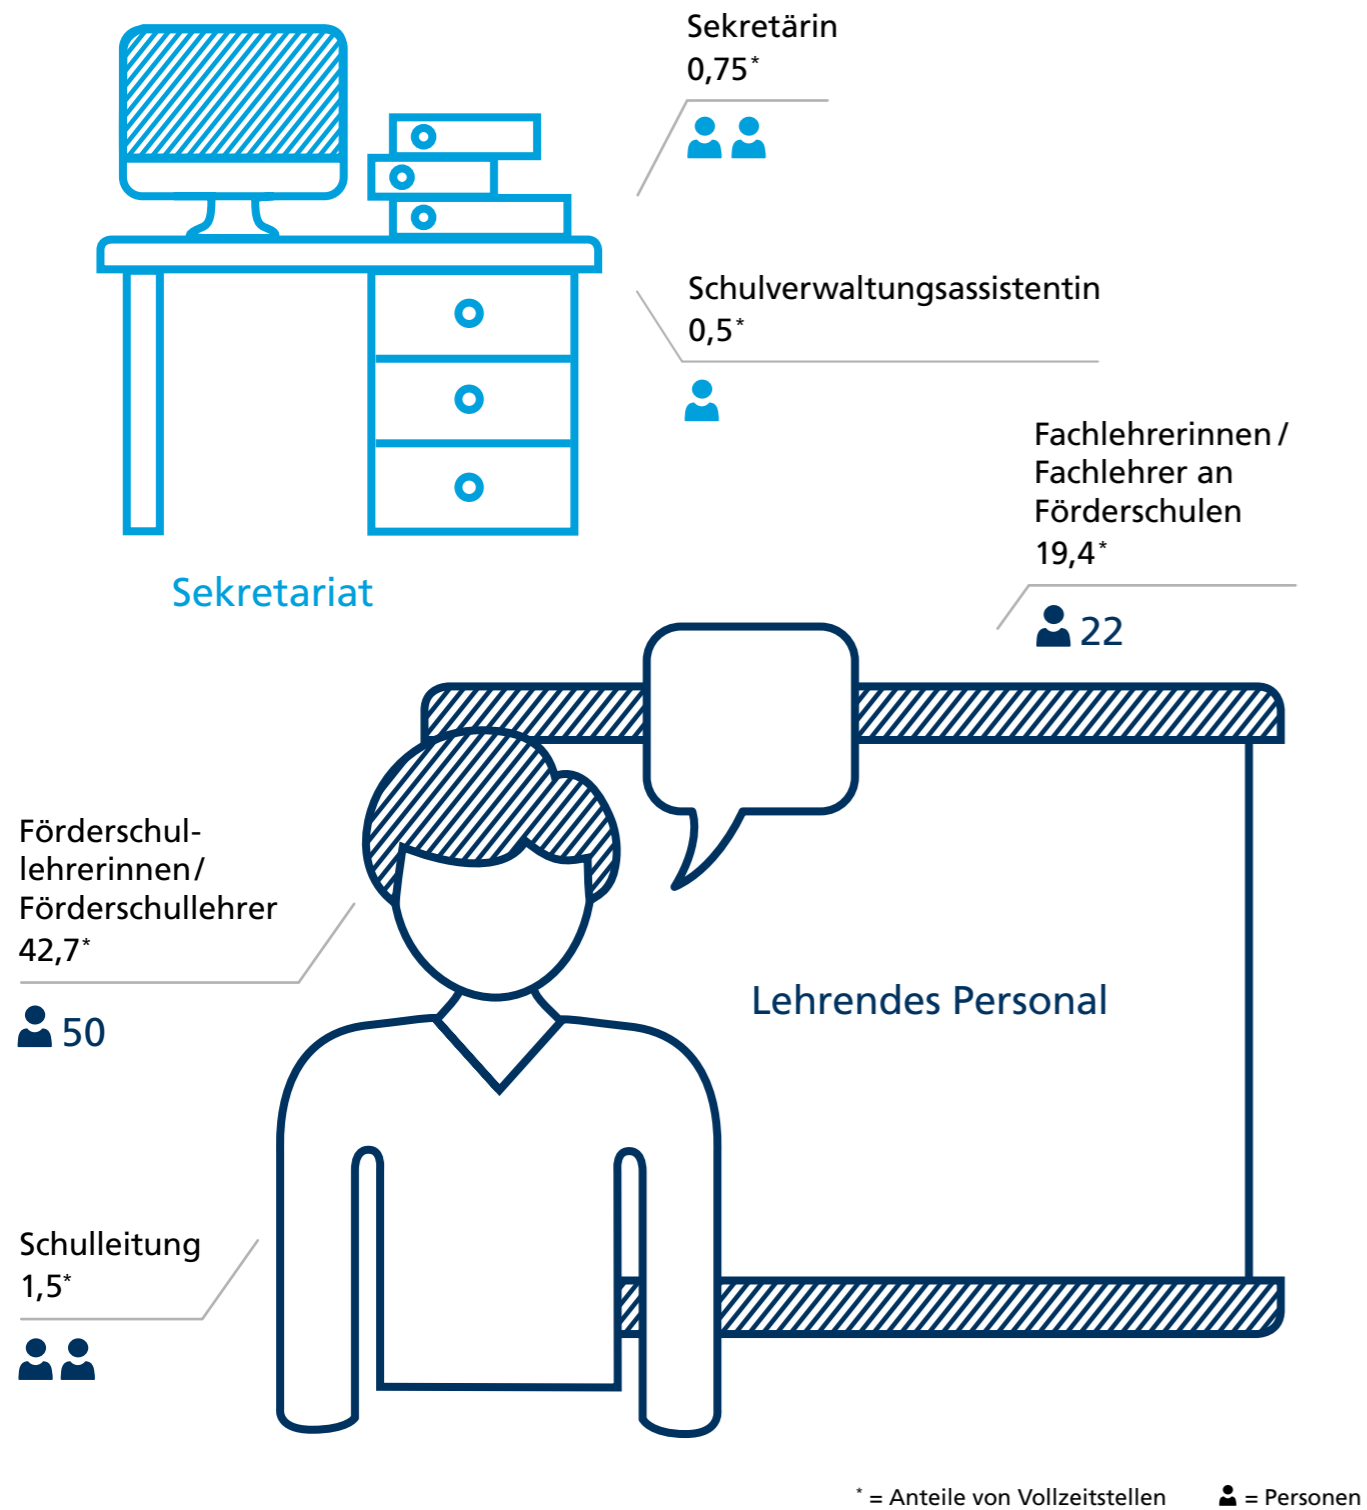 Sekretärin
0,75*
Schulverwaltungsassistentin
0,5*
Sekretariat
Fachlehrerinnen /
Fachlehrer an
Förderschulen
19,4*
22
Förderschul-
lehrerinnen /
Förderschullehrer
42,7*
50
Lehrendes Personal
Schulleitung
1,5*
* = Anteile von Vollzeitstellen = Personen